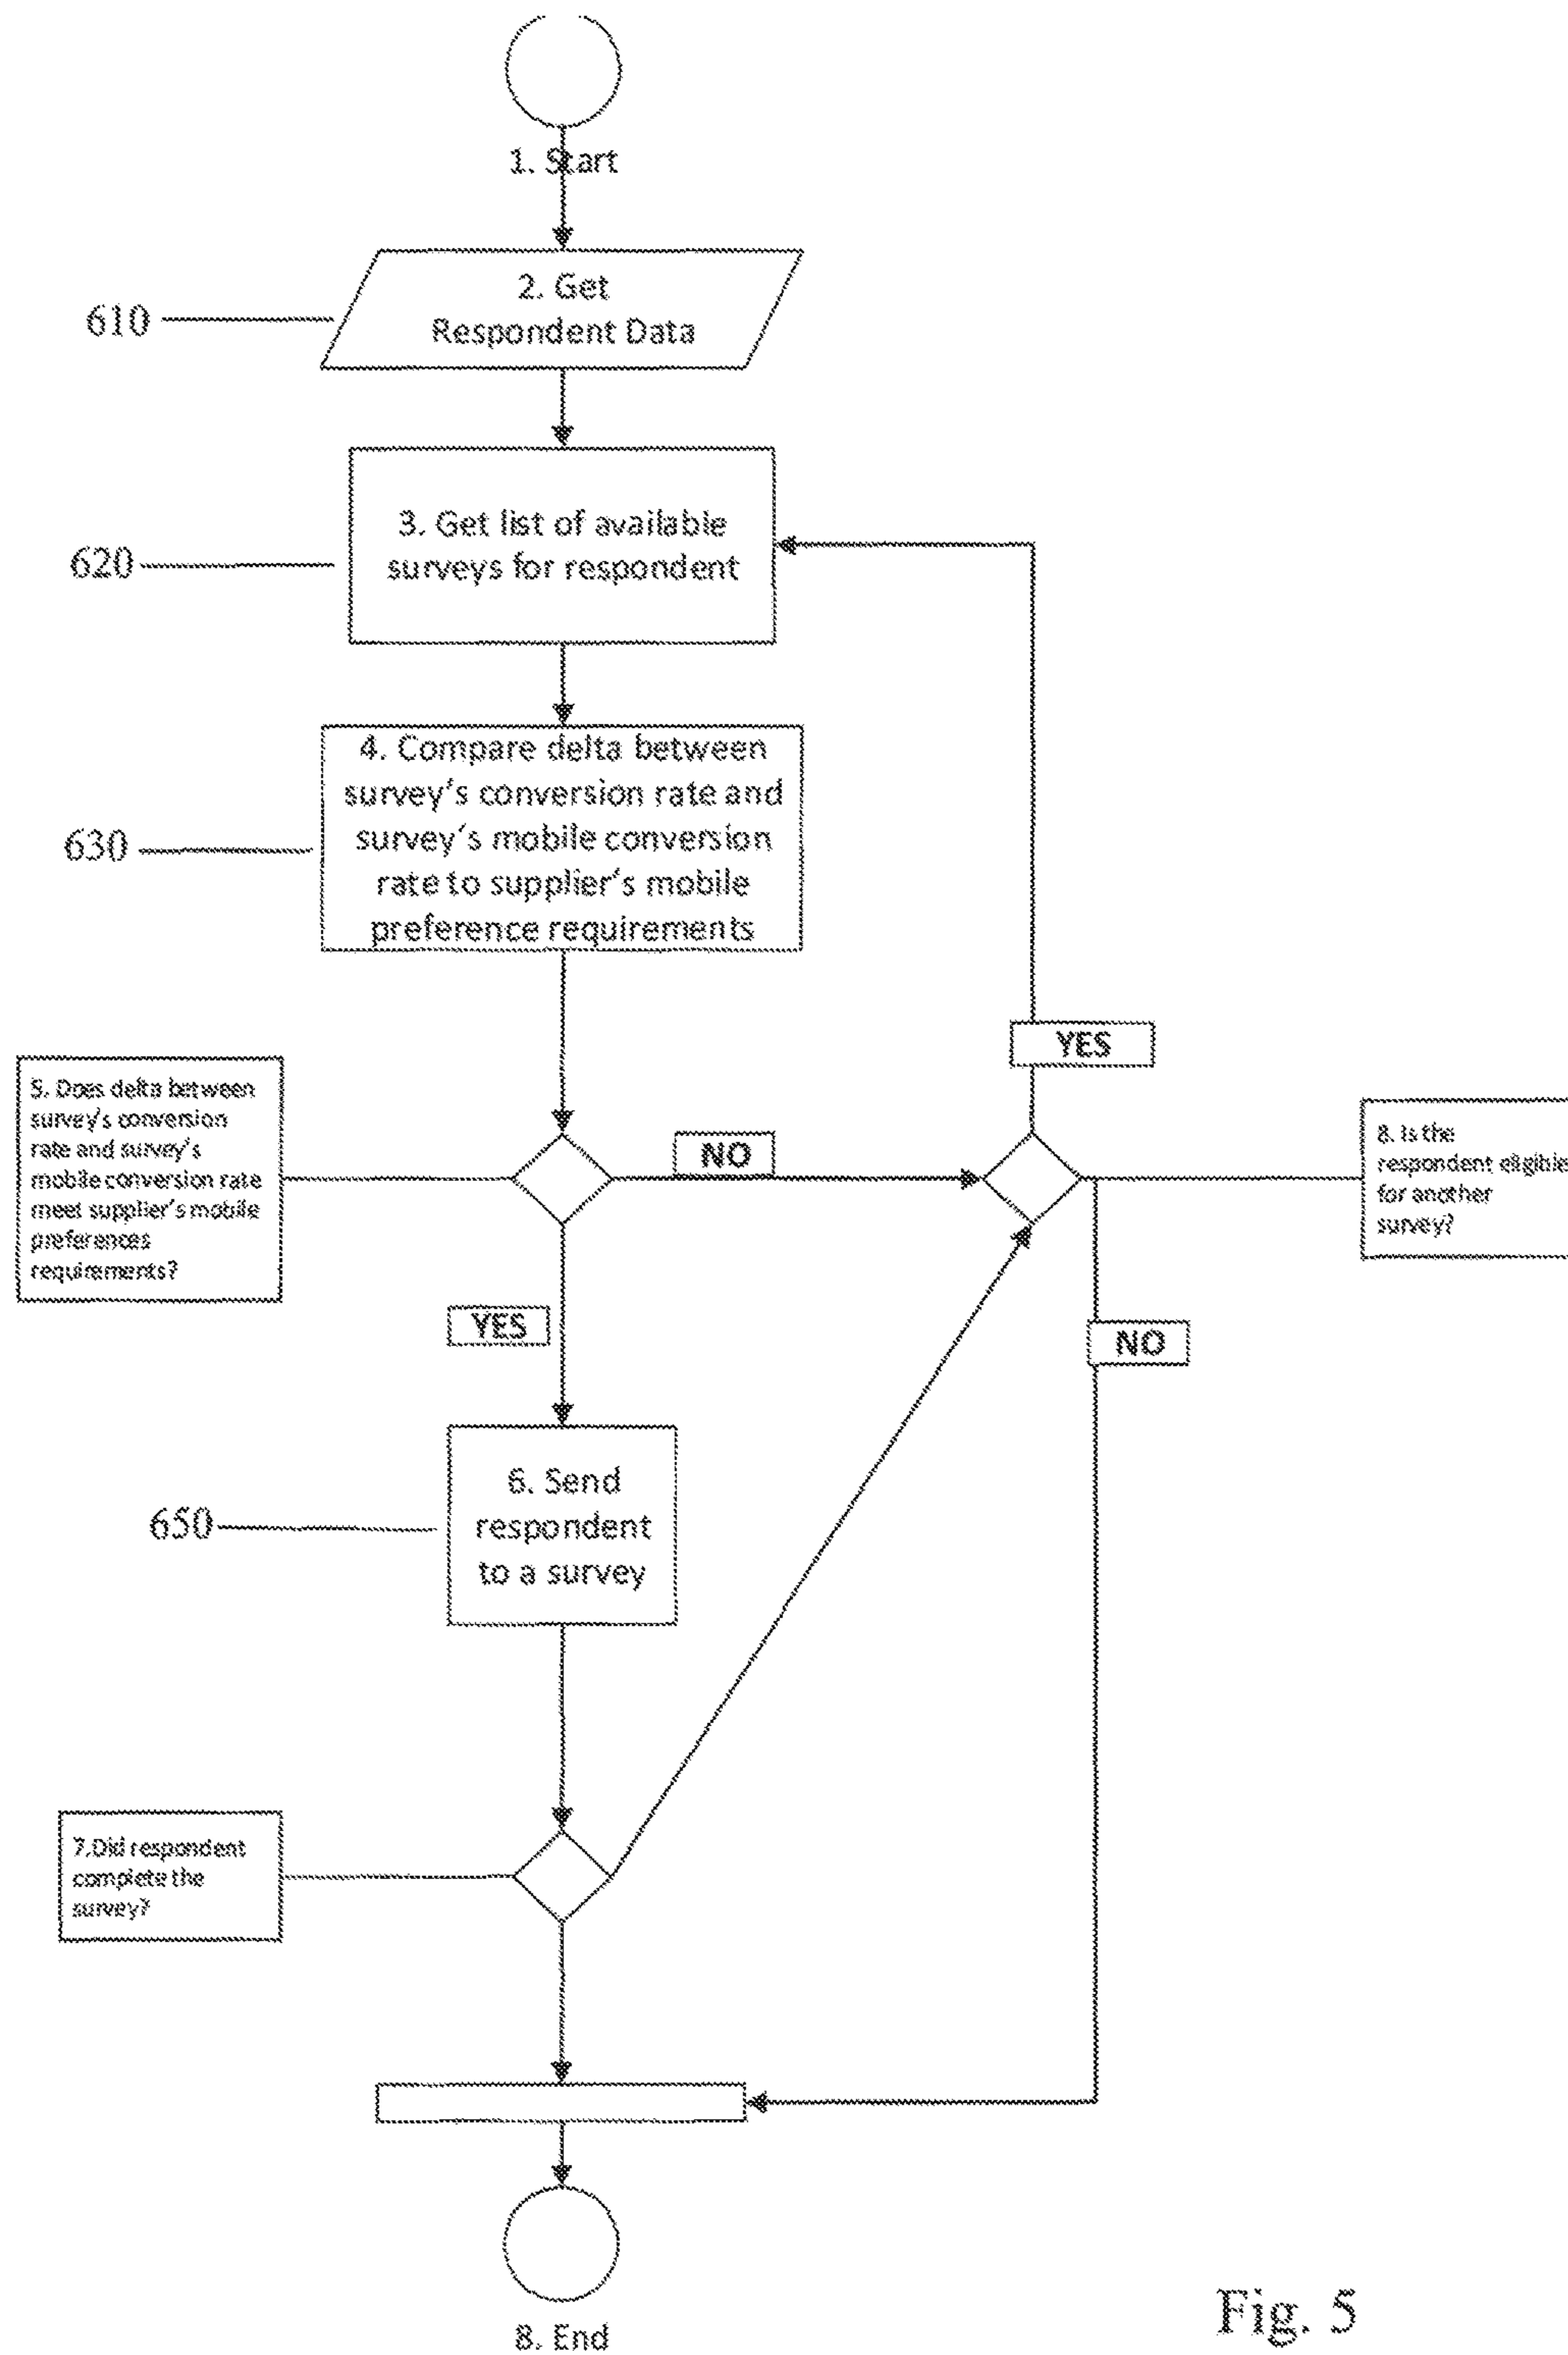 1. Start
2. Get
Respondent Data
610
3. Get list of available
surveys for respondent
620
4. Compare delta between
survey's conversion rate and
survey's mobile conversion
rate to supplier's mobile
preference requirements
630
YES
5. Does delta between
survey's conversion
rate and survey's
mobile conversion rate
meet supplier's mobile
preferences
requirements?
NO
8. Is the
respondent eligible
for another
survey?
YES
NO
6. Send
respondent
to a survey
650
7.Did respondent
complete the
survey?
8. End
Fig. 5